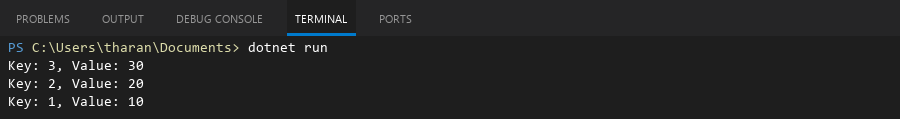 PROBLEMS OUTPUT DEBUG CONSOLE TERMINAL PORTS
PS C:\Users\tharan\Documents> dotnet run
Key: 3, Value: 30
Key: 2, Value: 20
Key: 1, Value: 10